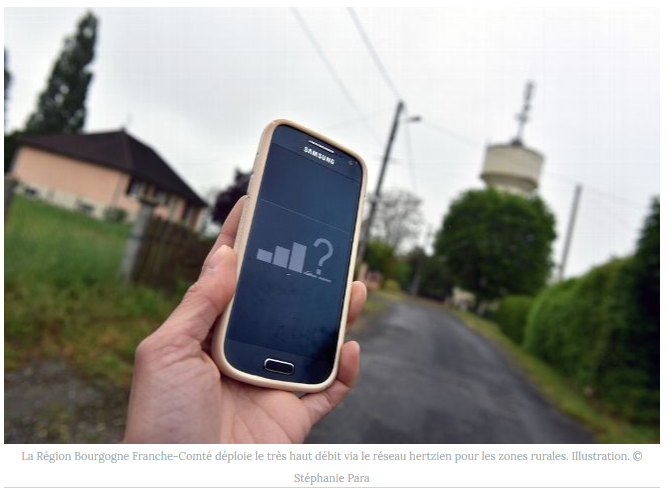 SAMSUNG
?
La Région Bourgogne Franche-Comté déploie le très haut débit via le réseau hertzien pour les zones rurales. Illustration. ©
Stéphanie Para